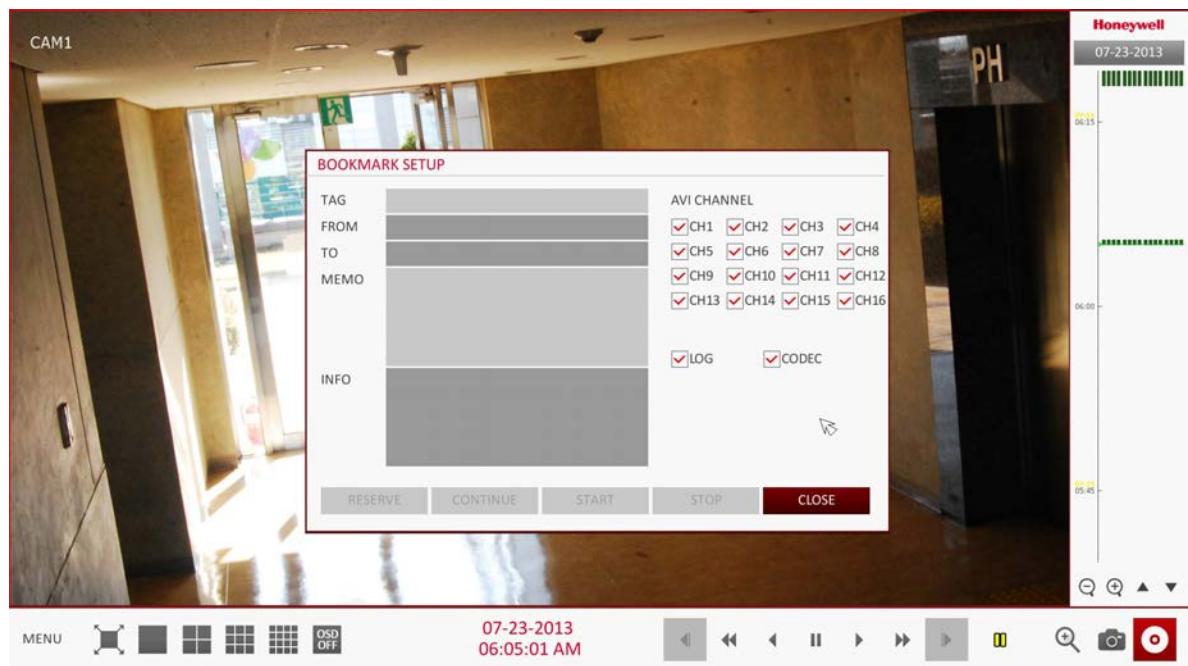 CAM1
PH
Honeywell
07-23-2013
06:15
06:00
05:45
BOOKMARK SETUP
TAG
FROM
TO
MEMO
INFO
AVI CHANNEL
CH1 CH2 CH3 CH4
CH5 CH6 CH7 CH8
CH9 CH10 CH11 CH12
CH13 CH14 CH15 CH16
LOG CODEC
RESERVE CONTINUE START STOP CLOSE
MENU
OSD
OFF
07-23-2013
06:05:01 AM